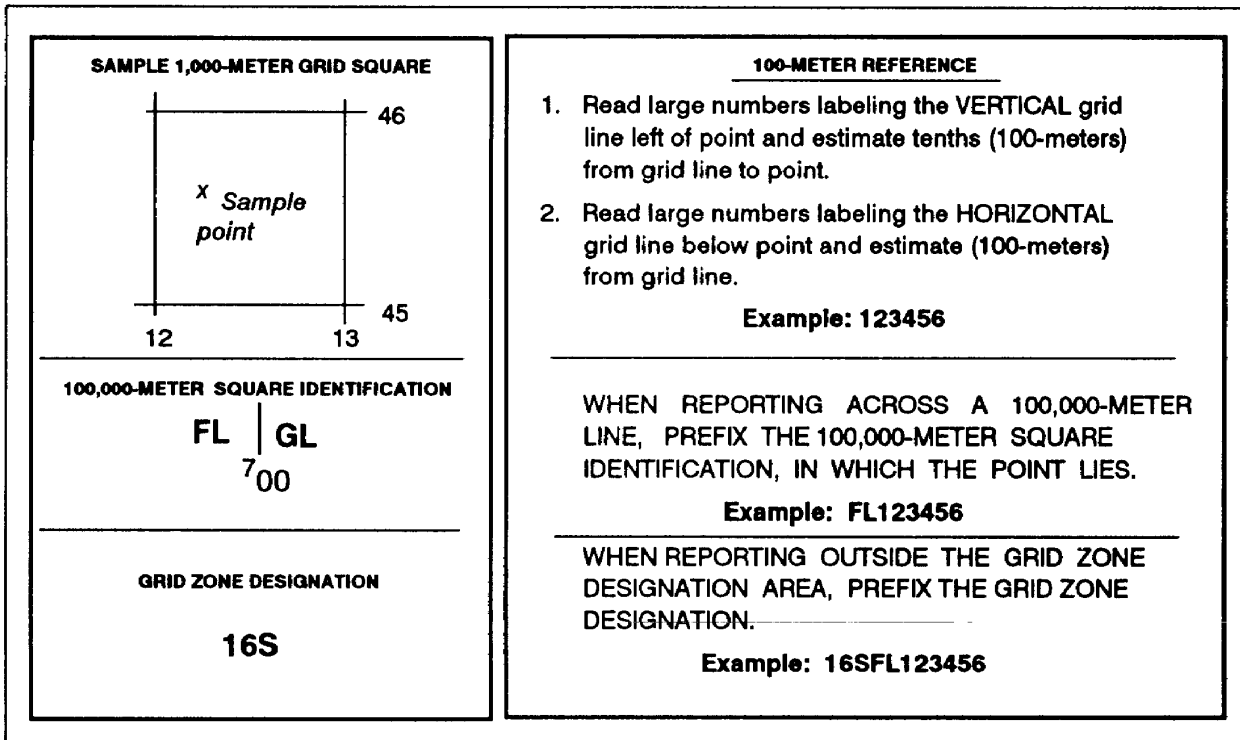 SAMPLE 1,000-METER GRID SQUARE
46
x Sample
point
45
12 13
100,000-METER SQUARE IDENTIFICATION
FL GL
700
GRID ZONE DESIGNATION
16S
100-METER REFERENCE
1. Read large numbers labeling the VERTICAL grid
line left of point and estimate tenths (100-meters)
from grid line to point.
2. Read large numbers labeling the HORIZONTAL
grid line below point and estimate (100-meters)
from grid line.
Example: 123456
WHEN REPORTING ACROSS A 100,000-METER
LINE, PREFIX THE 100,000-METER SQUARE
IDENTIFICATION, IN WHICH THE POINT LIES.
Example: FL123456
WHEN REPORTING OUTSIDE THE GRID ZONE
DESIGNATION AREA, PREFIX THE GRID ZONE
DESIGNATION.
Example: 16SFL123456